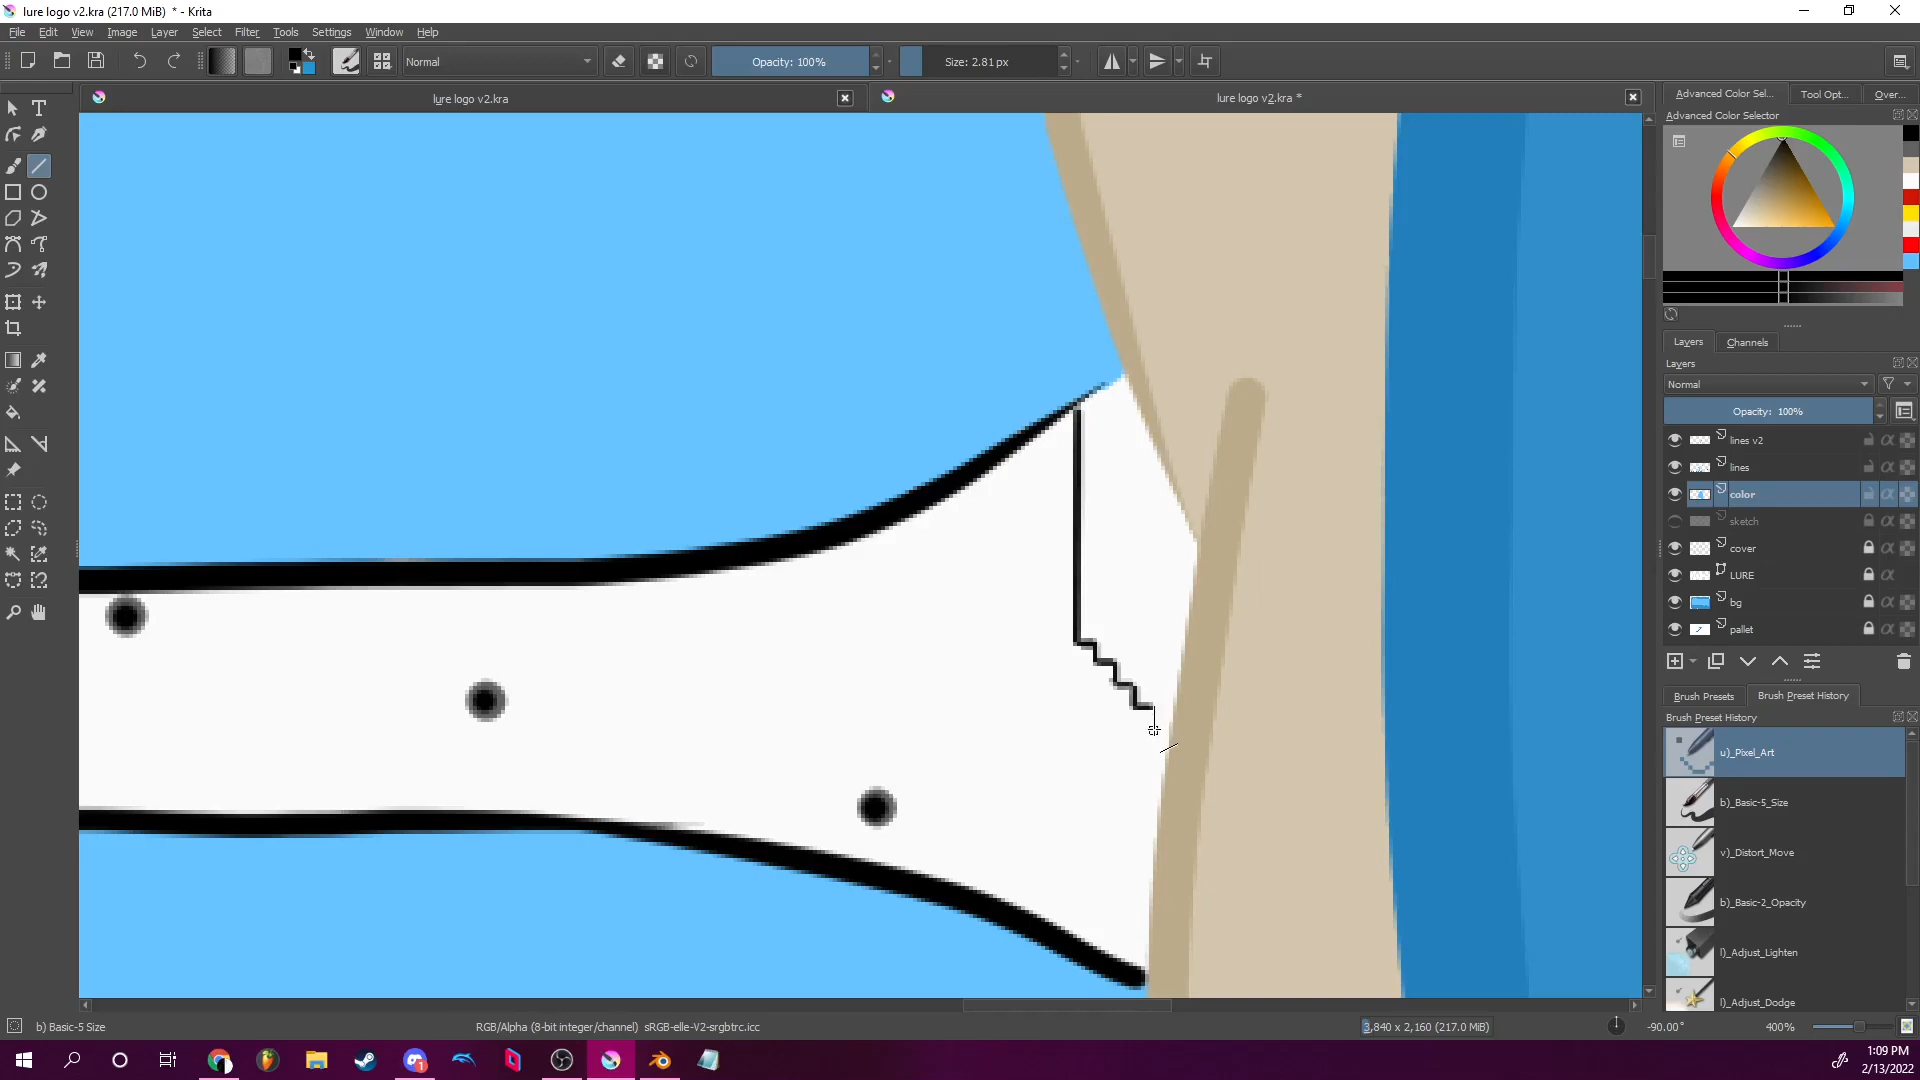 lure logo v2.kra (217.0 MiB)  * - Krita
File Edit View Image Layer Select Filter Tools Settings Window Help
Normal Opacity: 100% Size: 2.81 px
lure logo v2.kra lure logo v2.kra *
Advanced Color Sel... Tool Opt... Over...
Advanced Color Selector
Layers Channels
Layers
Normal
Opacity: 100%
lines v2
lines
color
sketch
cover
LURE
bg
pallet
Brush Presets Brush Preset History
Brush Preset History
u)_Pixel_Art
b)_Basic-5_Size
v)_Distort_Move
b)_Basic-2_Opacity
l)_Adjust_Lighten
l)_Adjust_Dodge
b) Basic-5 Size RGB/Alpha (8-bit integer/channel) sRGB-elle-V2-srgbtrc.icc 3,840 x 2,160 (217.0 MiB) -90.00° 400%
1:09 PM
2/13/2022